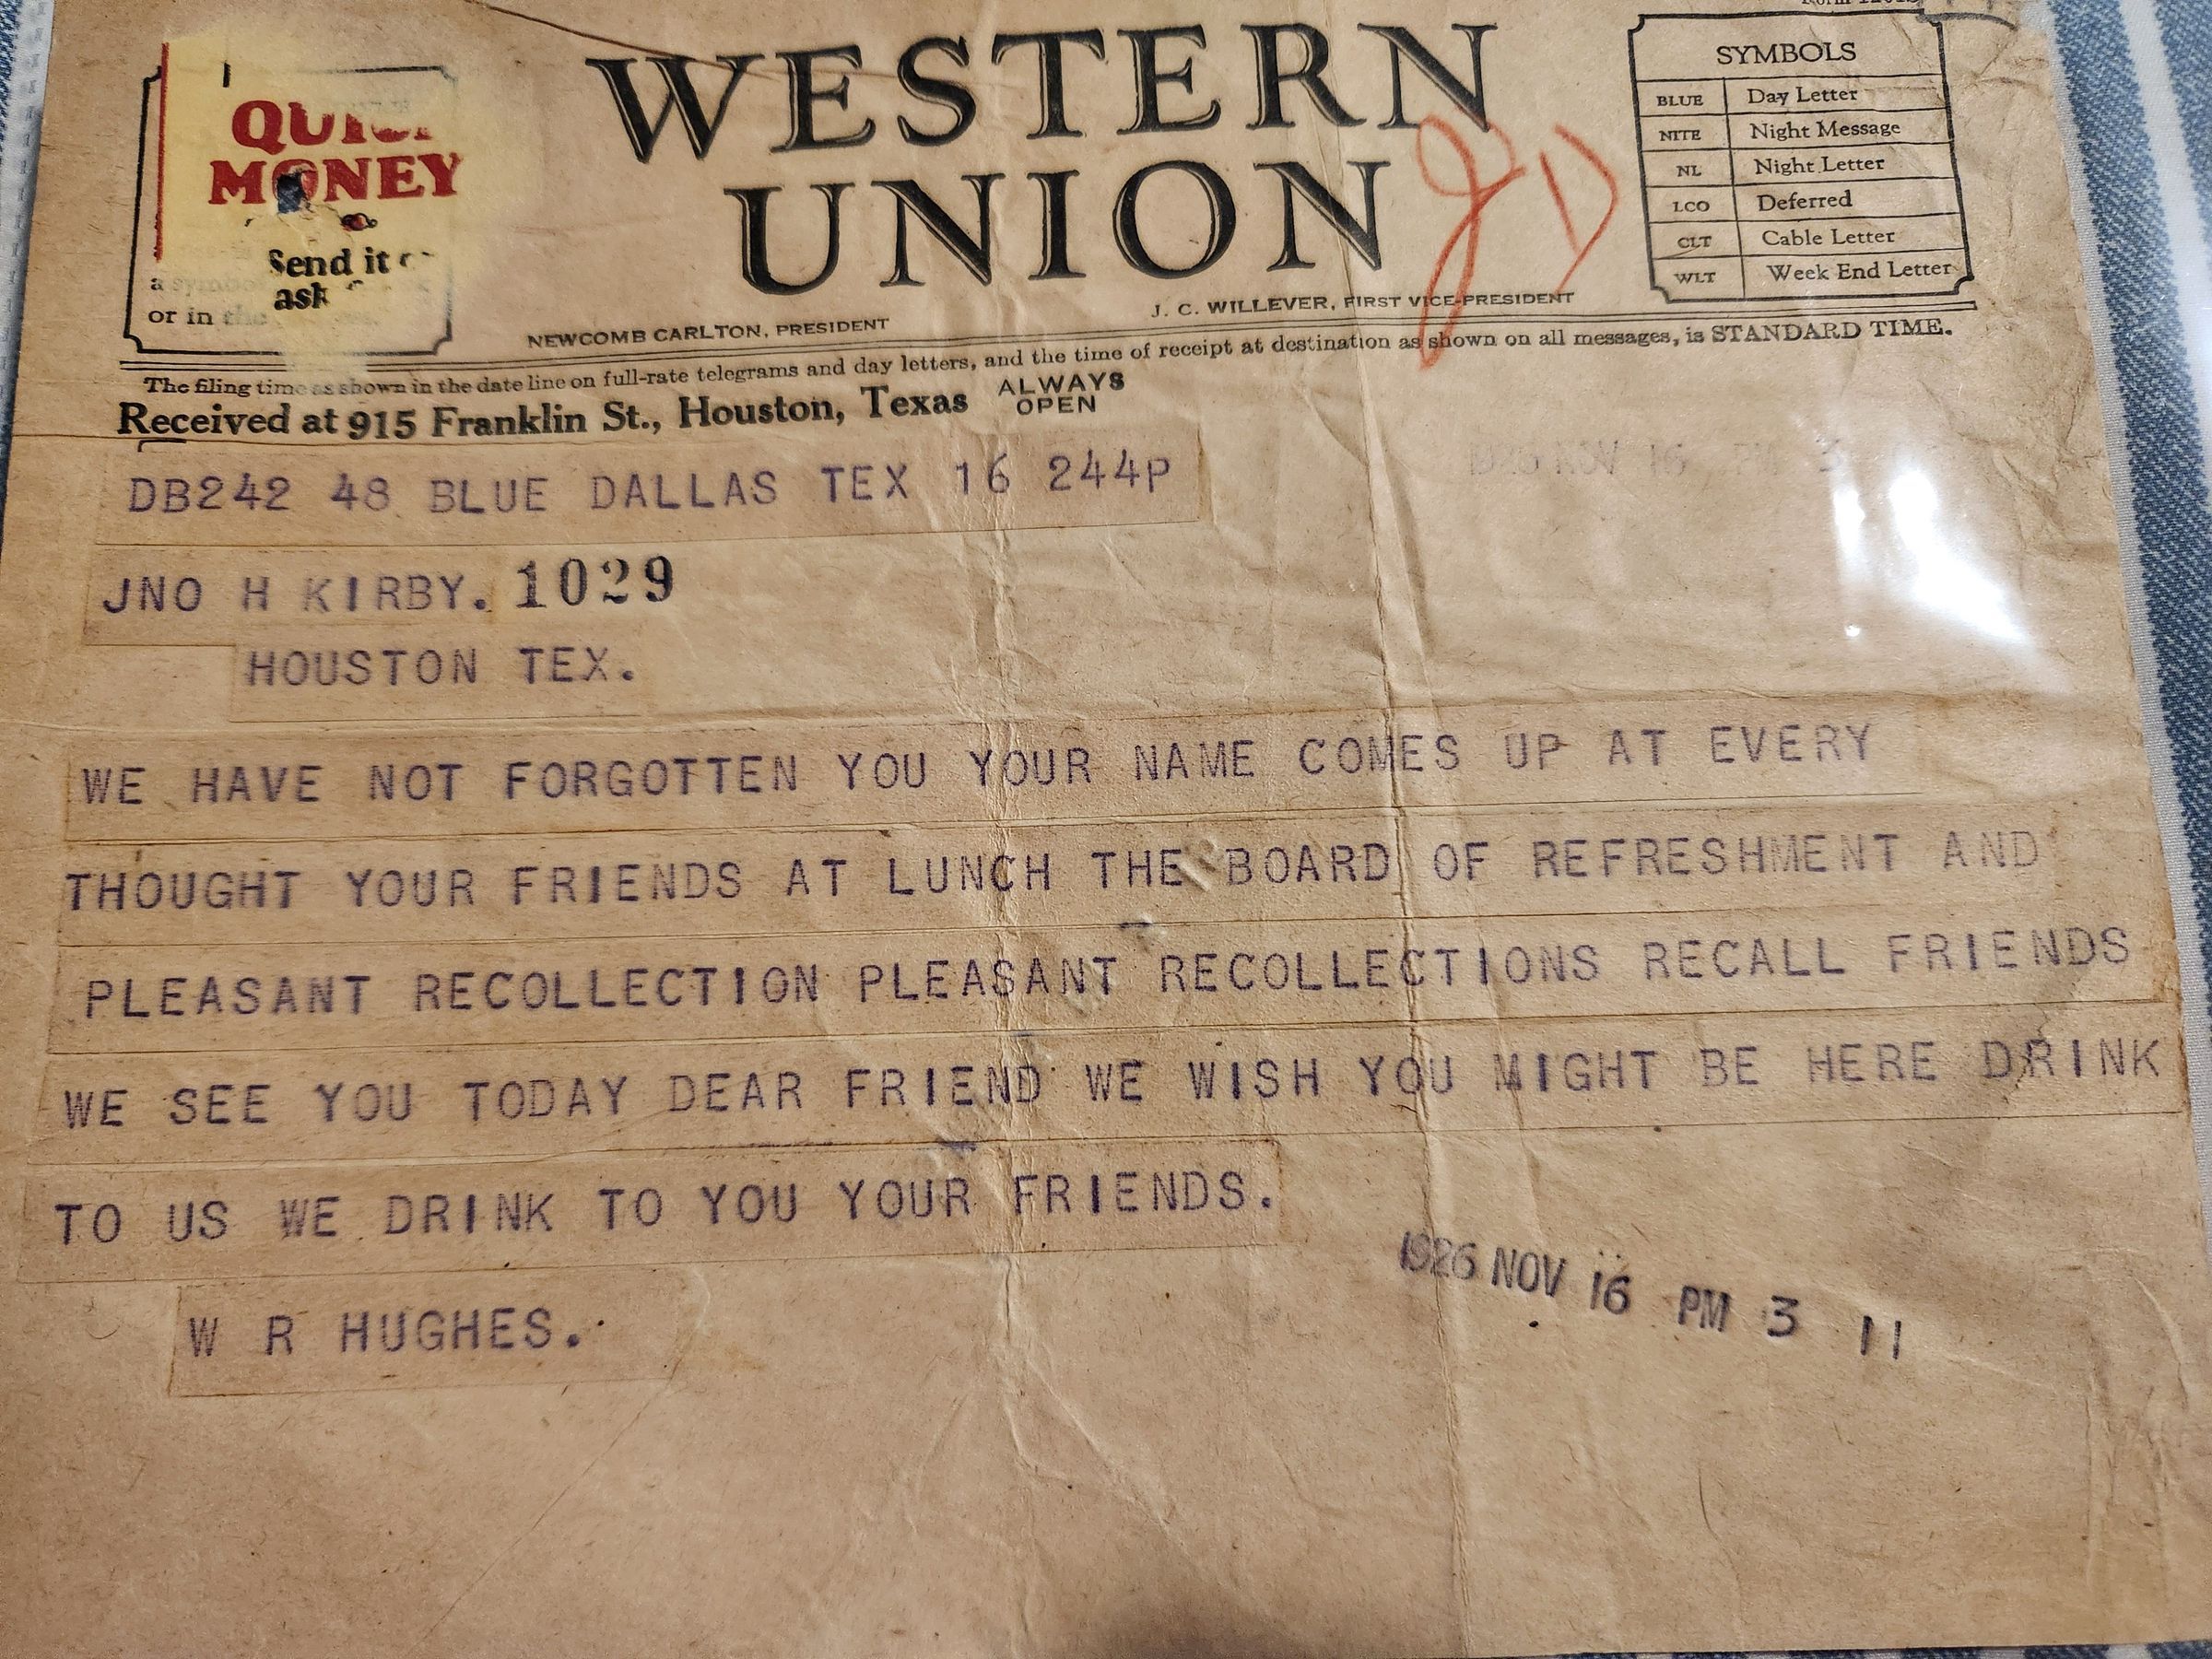 QUICK
MONEY
Send it
ask
or in
WESTERN
UNION
NEWCOMB CARLTON, PRESIDENT
J. C. WILLEVER, FIRST VICE-PRESIDENT
SYMBOLS
BLUE Day Letter
NITE Night Message
NL Night Letter
LCO Deferred
CLT Cable Letter
WLT Week End Letter
The filing time as shown in the date line on full-rate telegrams and day letters, and the time of receipt at destination as shown on all messages, is STANDARD TIME.
Received at 915 Franklin St., Houston, Texas ALWAYS
OPEN
1926 NOV 16 PM 3
DB242 48 BLUE DALLAS TEX 16 244P
JNO H KIRBY. 1029
HOUSTON TEX.
WE HAVE NOT FORGOTTEN YOU YOUR NAME COMES UP AT EVERY
THOUGHT YOUR FRIENDS AT LUNCH THE BOARD OF REFRESHMENT AND
PLEASANT RECOLLECTION PLEASANT RECOLLECTIONS RECALL FRIENDS
WE SEE YOU TODAY DEAR FRIEND WE WISH YOU MIGHT BE HERE DRINK
TO US WE DRINK TO YOU YOUR FRIENDS.
W R HUGHES.
1926 NOV 16 PM 3 11